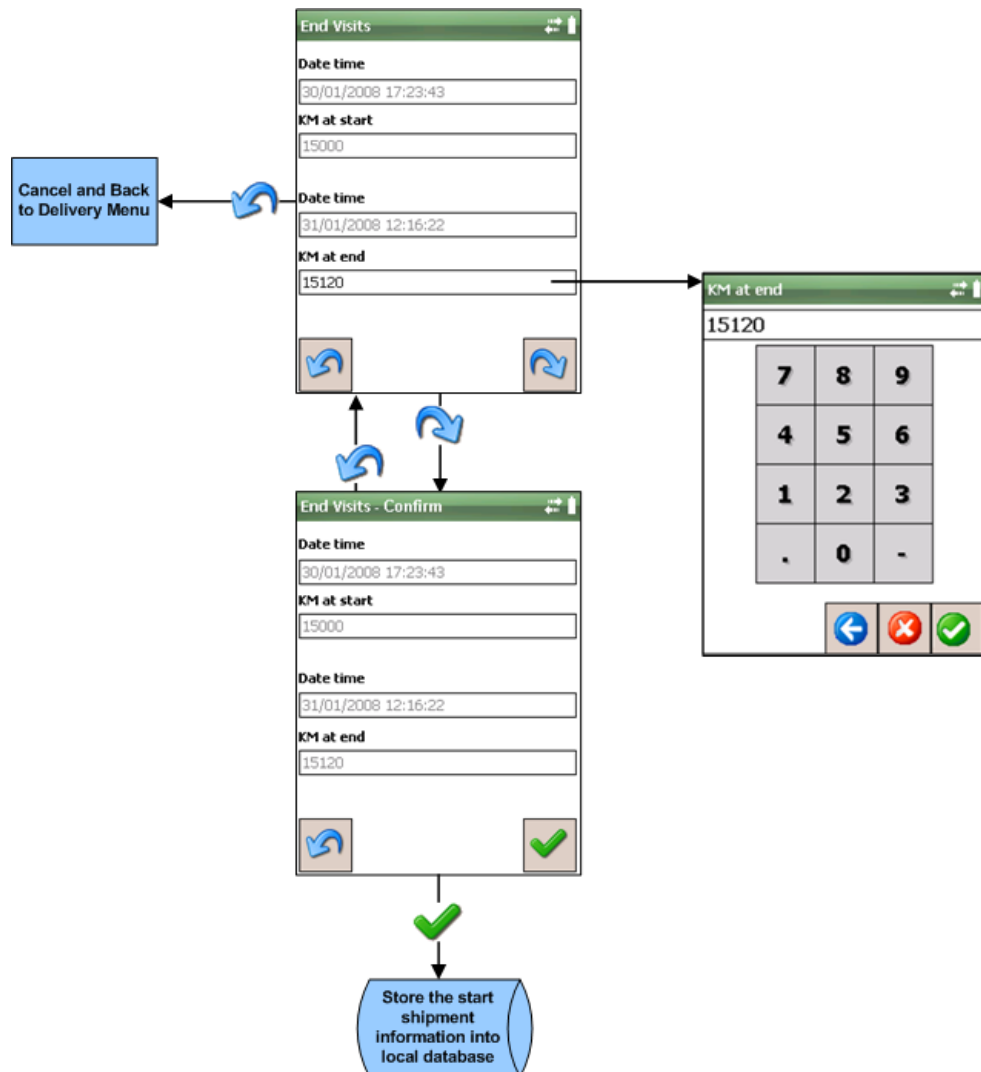 End Visits
Date time
30/01/2008 17:23:43
KM at start
15000
Date time
31/01/2008 12:16:22
KM at end
15120
Cancel and Back
to Delivery Menu
KM at end
15120
7 8 9
4 5 6
1 2 3
. 0 -
End Visits - Confirm
Date time
30/01/2008 17:23:43
KM at start
15000
Date time
31/01/2008 12:16:22
KM at end
15120
Store the start
shipment
information into
local database